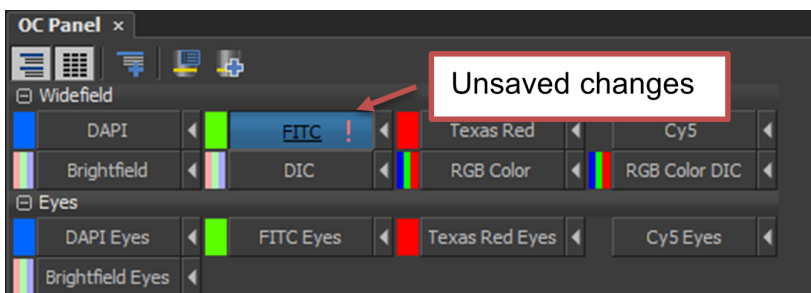 OC Panel ×
Unsaved changes
Widefield
DAPI FITC ! Texas Red Cy5
Brightfield DIC RGB Color RGB Color DIC
Eyes
DAPI Eyes FITC Eyes Texas Red Eyes Cy5 Eyes
Brightfield Eyes